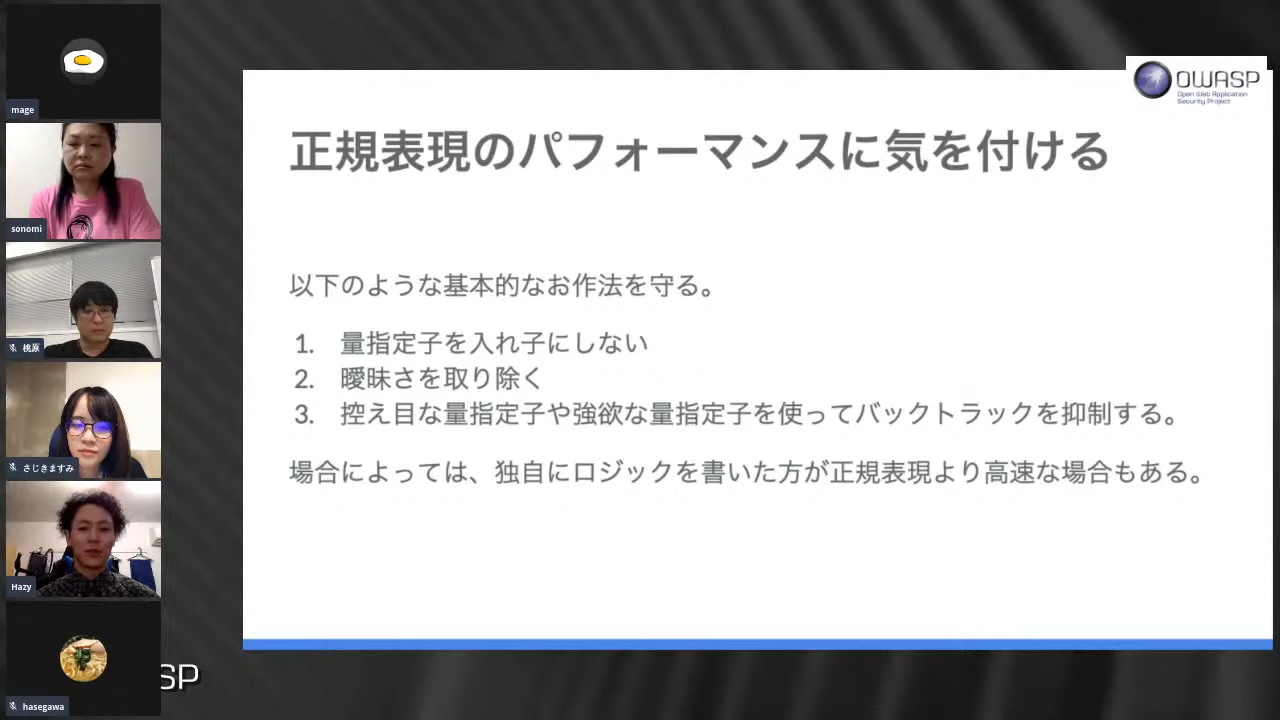 mage
sonomi
桃原
さじきますみ
Hazy
hasegawa
SP
OWASP
Open Web Application
Security Project
正規表現のパフォーマンスに気を付ける
以下のような基本的なお作法を守る。
1. 量指定子を入れ子にしない
2. 曖昧さを取り除く
3. 控え目な量指定子や強欲な量指定子を使ってバックトラックを抑制する。
場合によっては、独自にロジックを書いた方が正規表現より高速な場合もある。